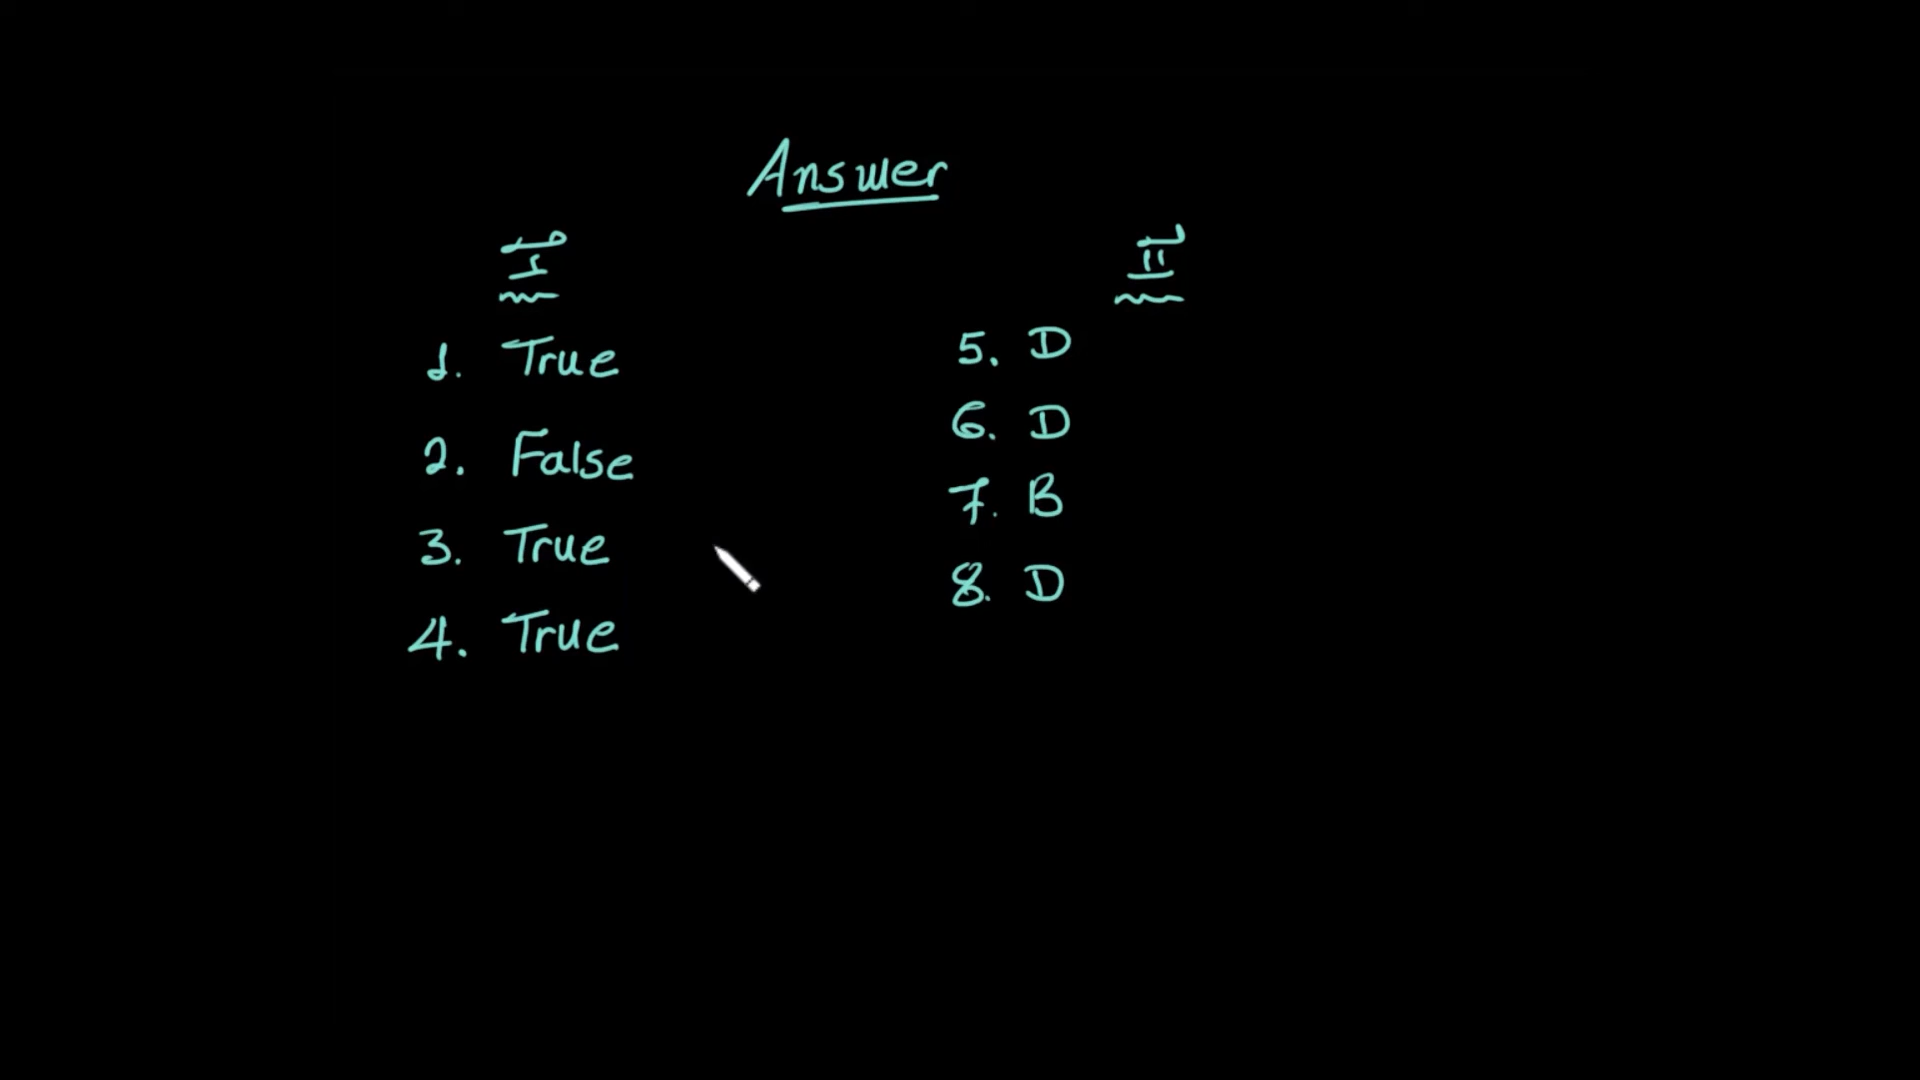 Answer
I
1. True
2. False
3. True
4. True
II
5. D
6. D
7. B
8. D